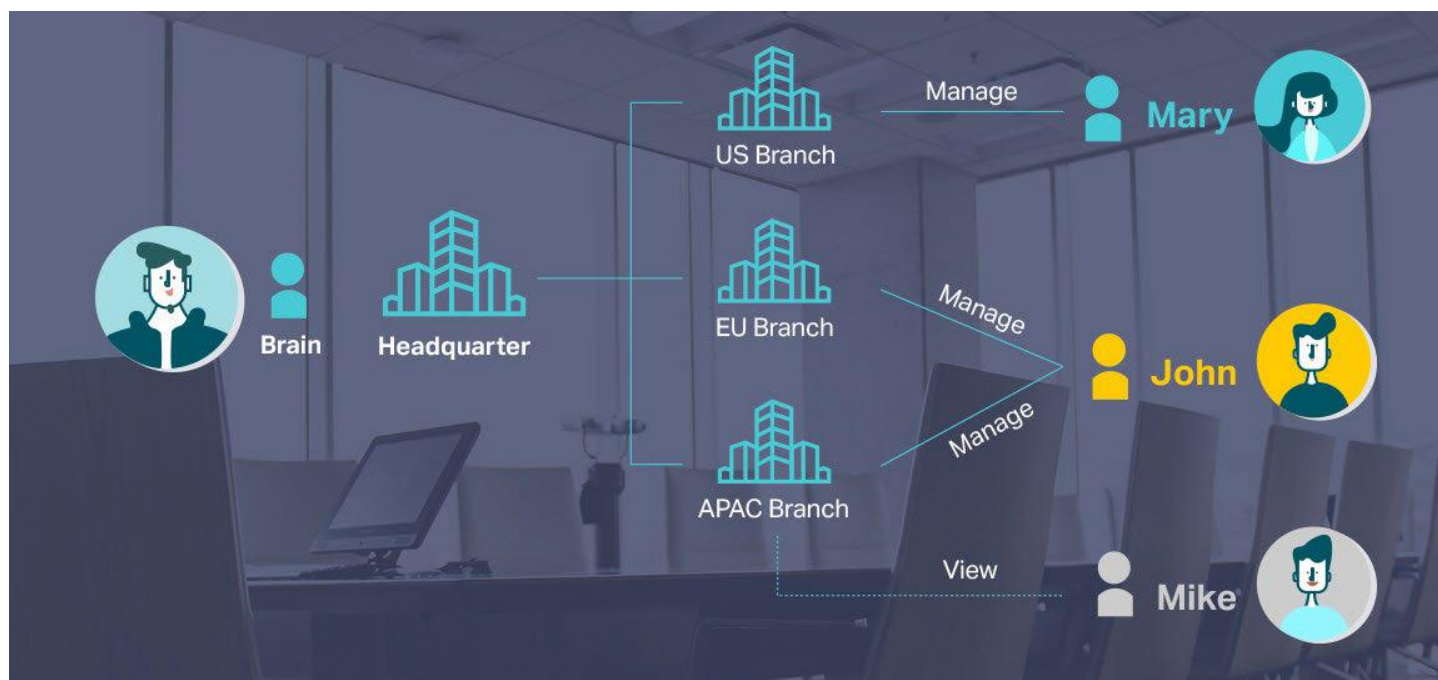 Manage
Mary
US Branch
Manage
EU Branch
Brain
Headquarter
John
Manage
APAC Branch
View
Mike